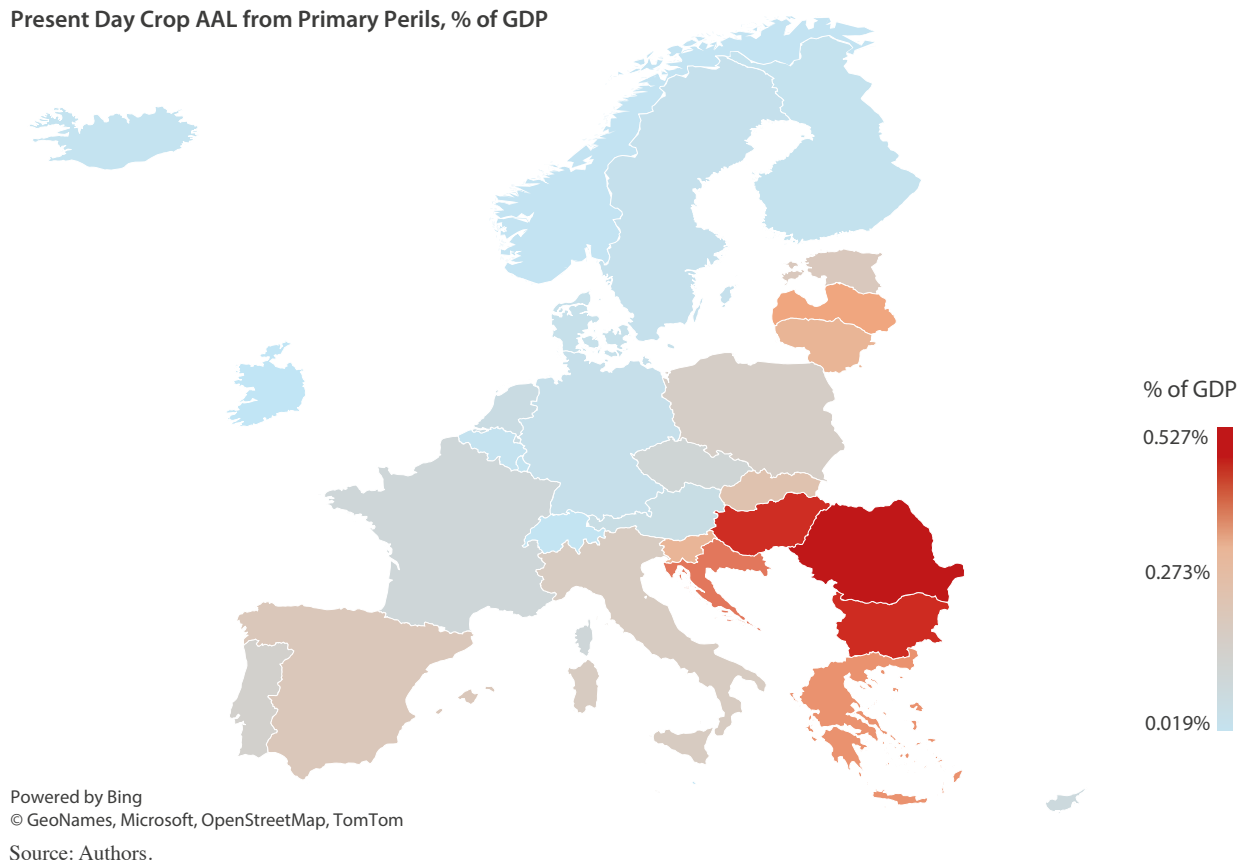 Present Day Crop AAL from Primary Perils, % of GDP
% of GDP
0.527%
0.273%
0.019%
Powered by Bing
© GeoNames, Microsoft, OpenStreetMap, TomTom
Source: Authors.